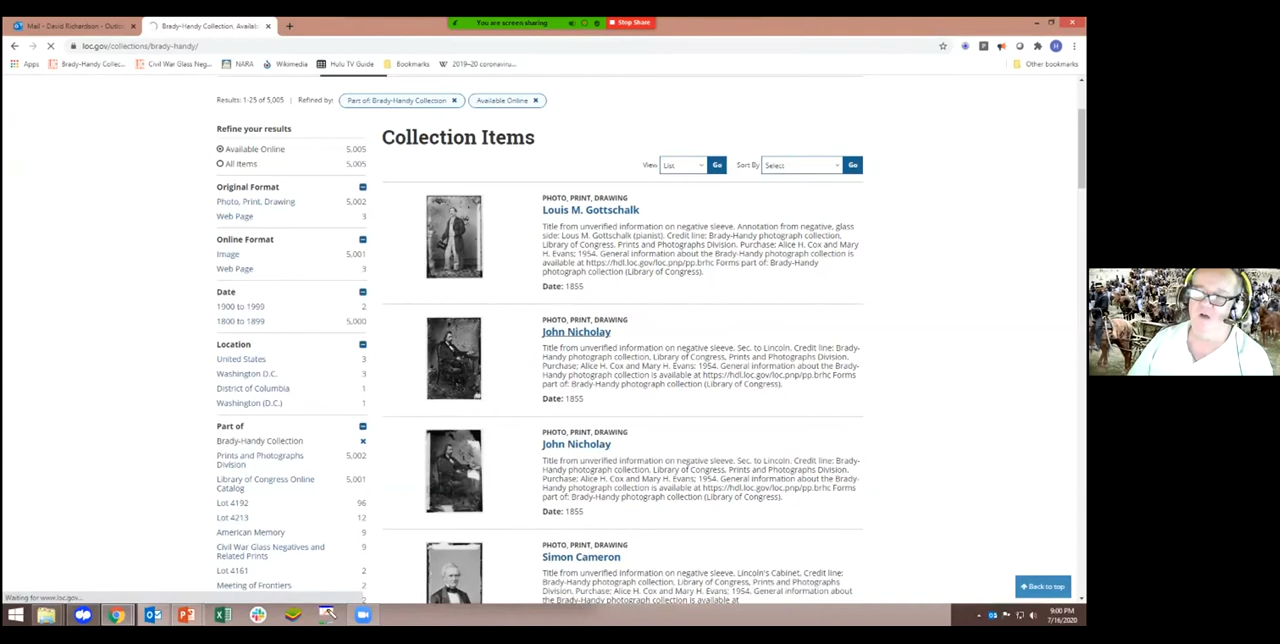 Mail - David Richardson - Outlo
Brady-Handy Collection, Availab
You are screen sharing
Stop Share
loc.gov/collections/brady-handy/
Apps
Brady-Handy Collec...
Civil War Glass Neg...
NARA
Wikimedia
Hulu TV Guide
Bookmarks
2019–20 coronaviru...
Other bookmarks
Results: 1-25 of 5,005 | Refined by:
Part of: Brady-Handy Collection
Available Online
Refine your results
Available Online 5,005
All Items 5,005
Original Format
Photo, Print, Drawing 5,002
Web Page 3
Online Format
Image 5,001
Web Page 3
Date
1900 to 1999 2
1800 to 1899 5,000
Location
United States 3
Washington D.C. 3
District of Columbia 1
Washington (D.C.) 1
Part of
Brady-Handy Collection
Prints and Photographs 5,002
Division
Library of Congress Online 5,001
Catalog
Lot 4192 96
Lot 4213 12
American Memory 9
Civil War Glass Negatives and 9
Related Prints
Lot 4161 2
Meeting of Frontiers 2
2
Collection Items
View List Go Sort By Select Go
PHOTO, PRINT, DRAWING
Louis M. Gottschalk
Title from unverified information on negative sleeve. Annotation from negative, glass
side: Lous M. Gottschalk (pianist). Credit line: Brady-Handy photograph collection,
Library of Congress, Prints and Photographs Division. Purchase; Alice H. Cox and Mary
H. Evans; 1954. General information about the Brady-Handy collection is
available at https://hdl.loc.gov/loc.pnp/pp.brhc Forms part of: Brady-Handy
photograph collection (Library of Congress).
Date: 1855
PHOTO, PRINT, DRAWING
John Nicholay
Title from unverified information on negative sleeve. Sec. to Lincoln. Credit line: Brady-
Handy photograph collection, Library of Congress, Prints and Photographs Division.
Purchase; Alice H. Cox and Mary H. Evans; 1954. General information about the Brady-
Handy collection is available at https://hdl.loc.gov/loc.pnp/pp.brhc Forms
part of: Brady-Handy photograph collection (Library of Congress).
Date: 1855
PHOTO, PRINT, DRAWING
John Nicholay
Title from unverified information on negative sleeve. Sec. to Lincoln. Credit line: Brady-
Handy photograph collection, Library of Congress, Prints and Photographs Division.
Purchase; Alice H. Cox and Mary H. Evans; 1954. General information about the Brady-
Handy collection is available at https://hdl.loc.gov/loc.pnp/pp.brhc Forms
part of: Brady-Handy photograph collection (Library of Congress).
Date: 1855
PHOTO, PRINT, DRAWING
Simon Cameron
Title from unverified information on negative sleeve. Lincoln's Cabinet. Credit line:
Brady-Handy photograph collection, Library of Congress, Prints and Photographs
Division. Purchase; Alice H. Cox and Mary H. Evans; 1954. General information about
the Brady-Handy collection is available at
Back to top
Waiting for www.loc.gov...
9:00 PM
7/16/2020